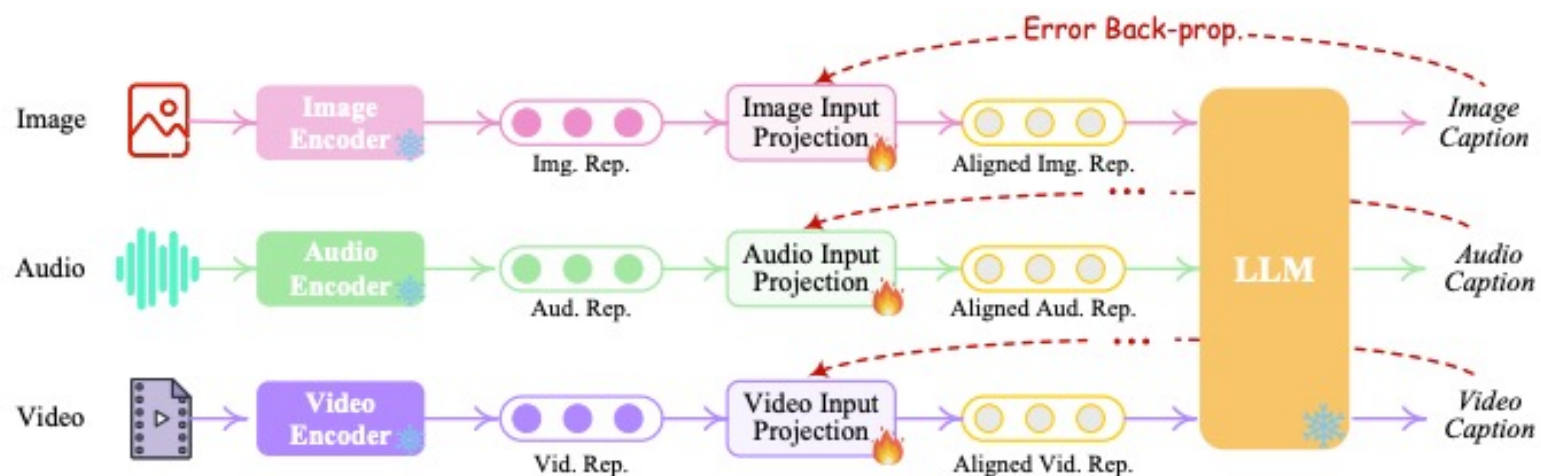 Error Back-prop.
Image
Image
Encoder
Img. Rep.
Image Input
Projection
Aligned Img. Rep.
Image
Caption
...
Audio
Audio
Encoder
Aud. Rep.
Audio Input
Projection
Aligned Aud. Rep.
LLM
Audio
Caption
...
Video
Video
Encoder
Vid. Rep.
Video Input
Projection
Aligned Vid. Rep.
Video
Caption